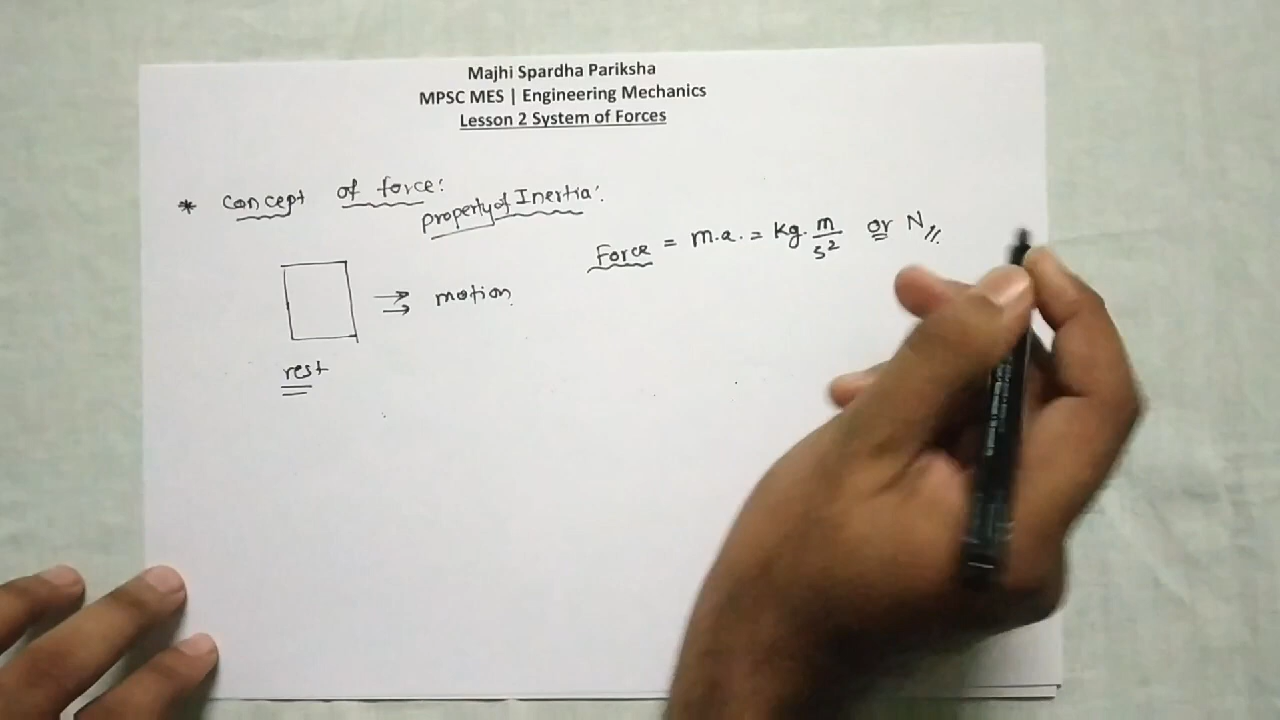 Majhi Spardha Pariksha
MPSC MES | Engineering Mechanics
Lesson 2 System of Forces
* Concept of force:
property of Inertia:
Force = m.a. = kg. m/s² or N
→ motion.
rest